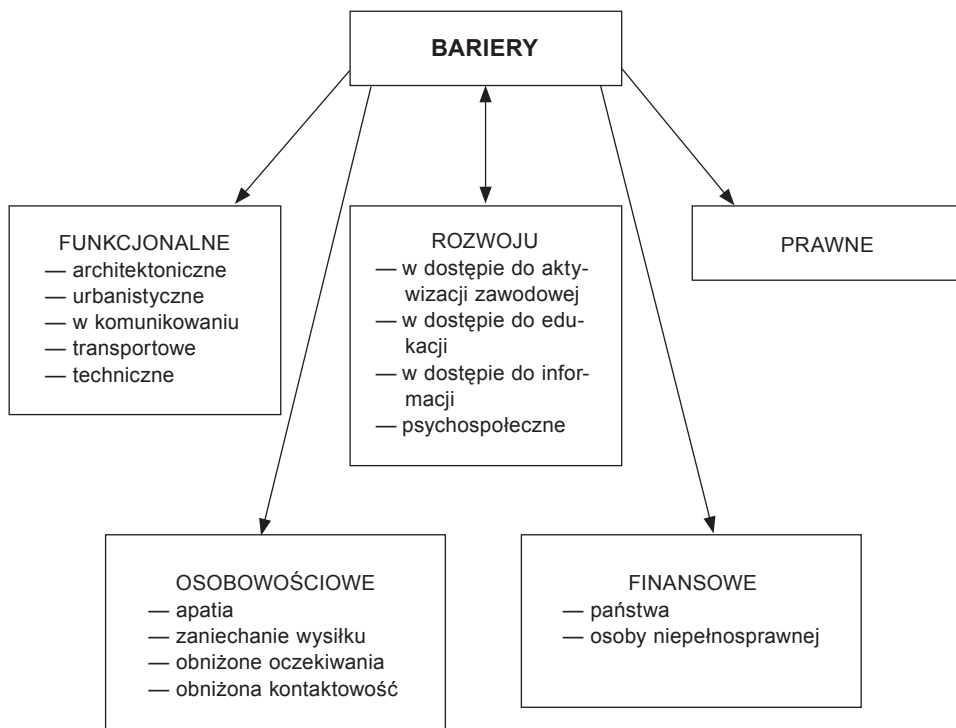 BARIERY
FUNKCJONALNE
— architektoniczne
— urbanistyczne
— w komunikowaniu
— transportowe
— techniczne
ROZWOJU
— w dostępie do akty-
wizacji zawodowej
— w dostępie do edu-
kacji
— w dostępie do infor-
macji
— psychospołeczne
PRAWNE
OSOBOWOŚCIOWE
— apatia
— zaniechanie wysiłku
— obniżone oczekiwania
— obniżona kontaktowość
FINANSOWE
— państwa
— osoby niepełnosprawnej